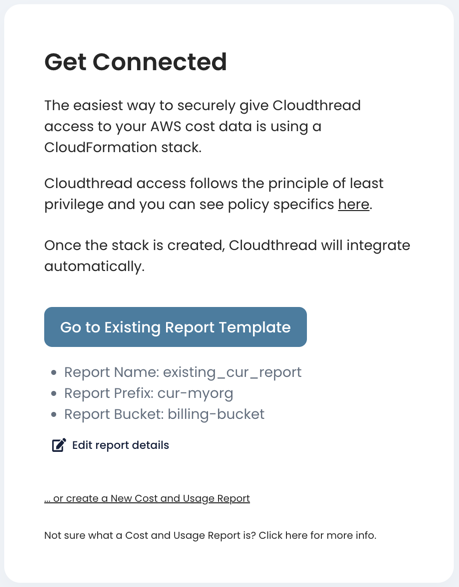 Get Connected
The easiest way to securely give Cloudthread
access to your AWS cost data is using a
CloudFormation stack.
Cloudthread access follows the principle of least
privilege and you can see policy specifics here.
Once the stack is created, Cloudthread will integrate
automatically.
Go to Existing Report Template
• Report Name: existing_cur_report
• Report Prefix: cur-myorg
• Report Bucket: billing-bucket
Edit report details
... or create a New Cost and Usage Report
Not sure what a Cost and Usage Report is? Click here for more info.